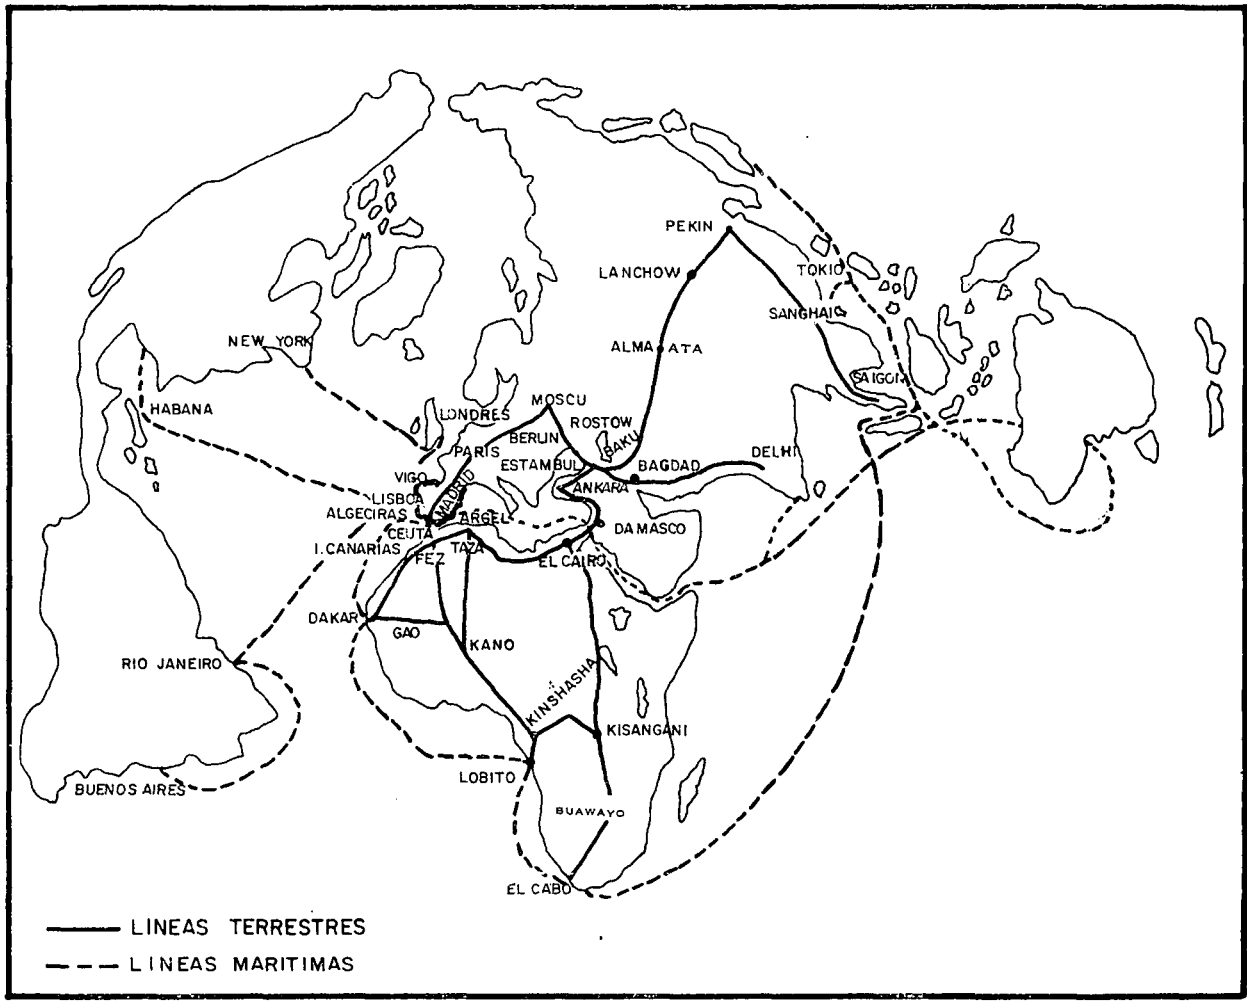 PEKIN
LANCHOW
TOKIO
SANGHAI
NEW YORK
ALMA ATA
SAIGON
HABANA
LONDRES
MOSCU
ROSTOW
BERLIN
BAKU
PARIS
ESTAMBUL
BAGDAD
DELHI
VIGO
MADRID
ANKARA
LISBOA
ALGECIRAS
ARGEL
DAMASCO
CEUTA
I. CANARIAS
FEZ
TAZA
EL CAIRO
DAKAR
GAO
KANO
RIO JANEIRO
KINSHASHA
KISANGANI
LOBITO
BUENOS AIRES
BUAWAYO
EL CABO
LINEAS TERRESTRES
LINEAS MARITIMAS